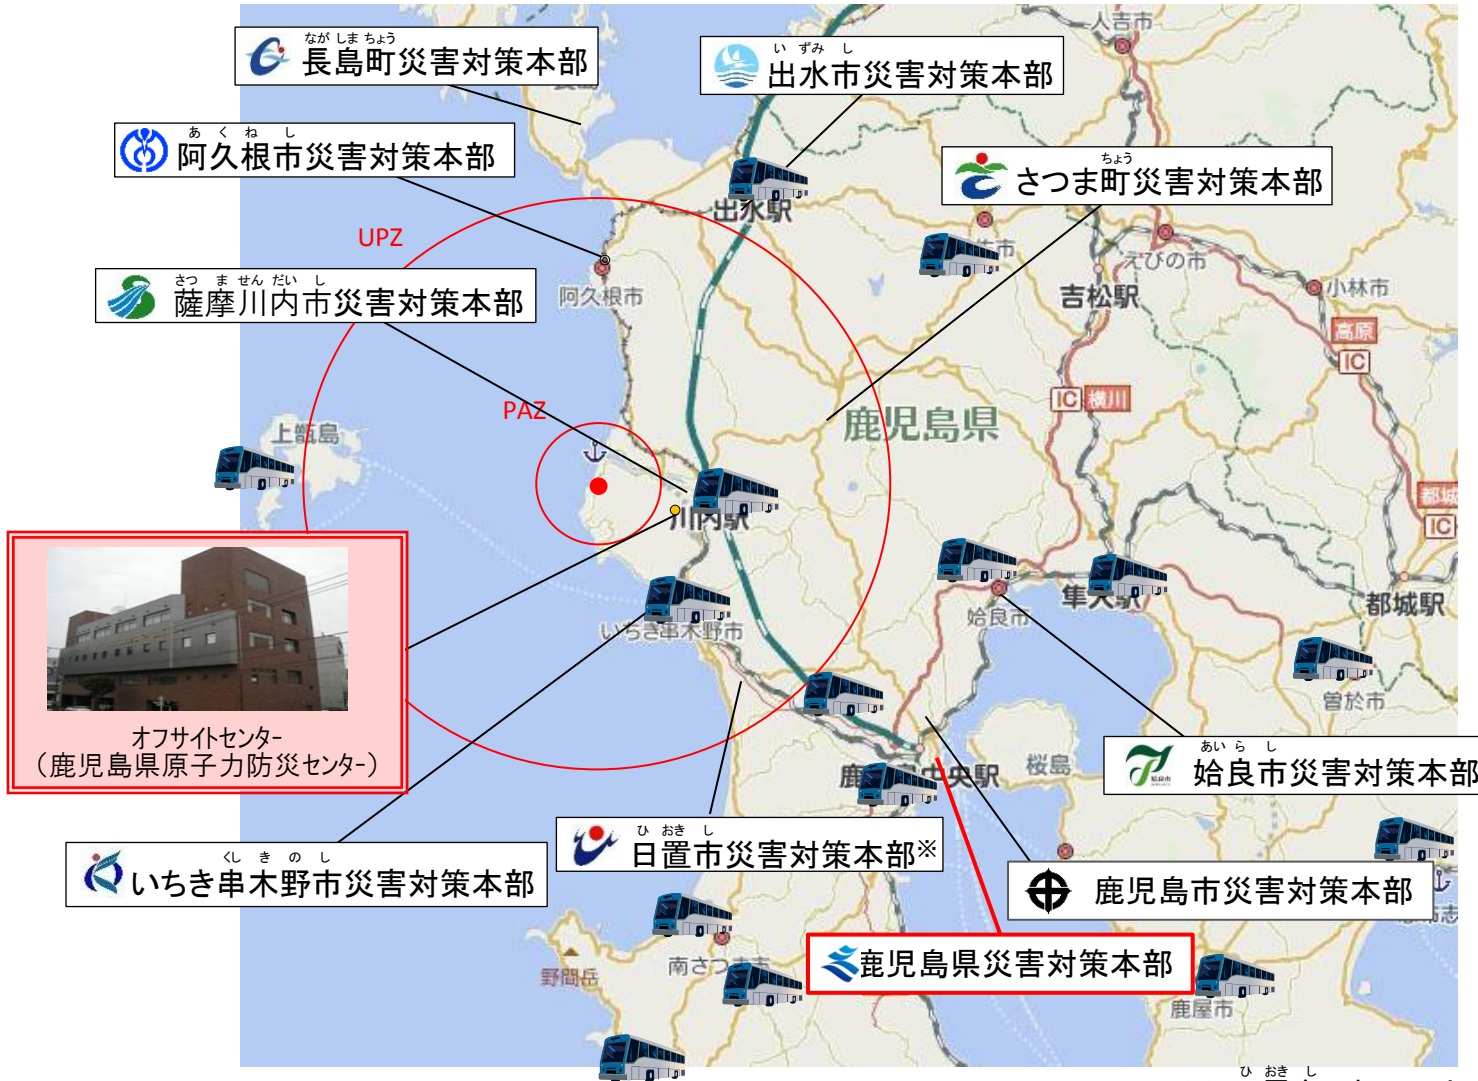 人吉市
なが しま ちょう
長島町災害対策本部
い ずみ し
出水市災害対策本部
あ く ね し
阿久根市災害対策本部
ちょう
さつま町災害対策本部
出水駅
UPZ
えびの市
さつ ま せん だい し
薩摩川内市災害対策本部
阿久根市
吉松駅
小林市
高原
IC
IC 横川
PAZ
鹿児島県
上甑島
都城
IC
川内駅
隼人駅
都城駅
姶良市
いちき串木野市
曽於市
オフサイトセンター
（鹿児島県原子力防災センター）
あい ら し
姶良市災害対策本部
桜島
中央駅
ひ おき し
日置市災害対策本部※
くし き の し
いちき串木野市災害対策本部
鹿児島市災害対策本部
鹿児島県災害対策本部
野間岳
南さつま市
鹿屋市
ひ おき し